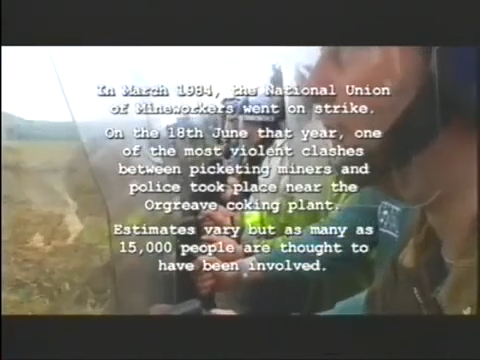 In March 1984, the National Union
of Mineworkers went on strike.
On the 18th June that year, one
of the most violent clashes
between picketing miners and
police took place near the
Orgreave coking plant.
Estimates vary but as many as
15,000 people are thought to
have been involved.